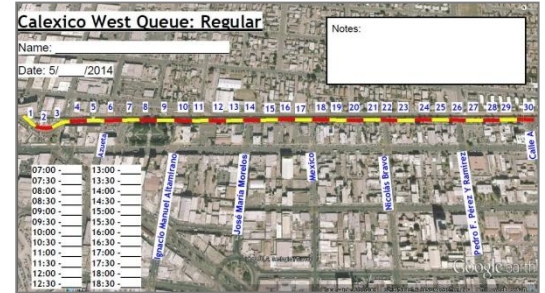 Calexico West Queue: Regular
Notes:
Name:
Date: 5/ /2014
1 2 3 4 5 6 7 8 9 10 11 12 13 14 15 16 17 18 19 20 21 22 23 24 25 26 27 28 29 30
Azueta
Ignacio Manuel Altamirano
José María Morelos
Mexico
Nicolás Bravo
Pedro F. Perez Y Ramirez
Calle A
07:00 - 13:00 -
07:30 - 13:30 -
08:00 - 14:00 -
08:30 - 14:30 -
09:00 - 15:00 -
09:30 - 15:30 -
10:00 - 16:00 -
10:30 - 16:30 -
11:00 - 17:00 -
11:30 - 17:30 -
12:00 - 18:00 -
12:30 - 18:30 -
Google earth